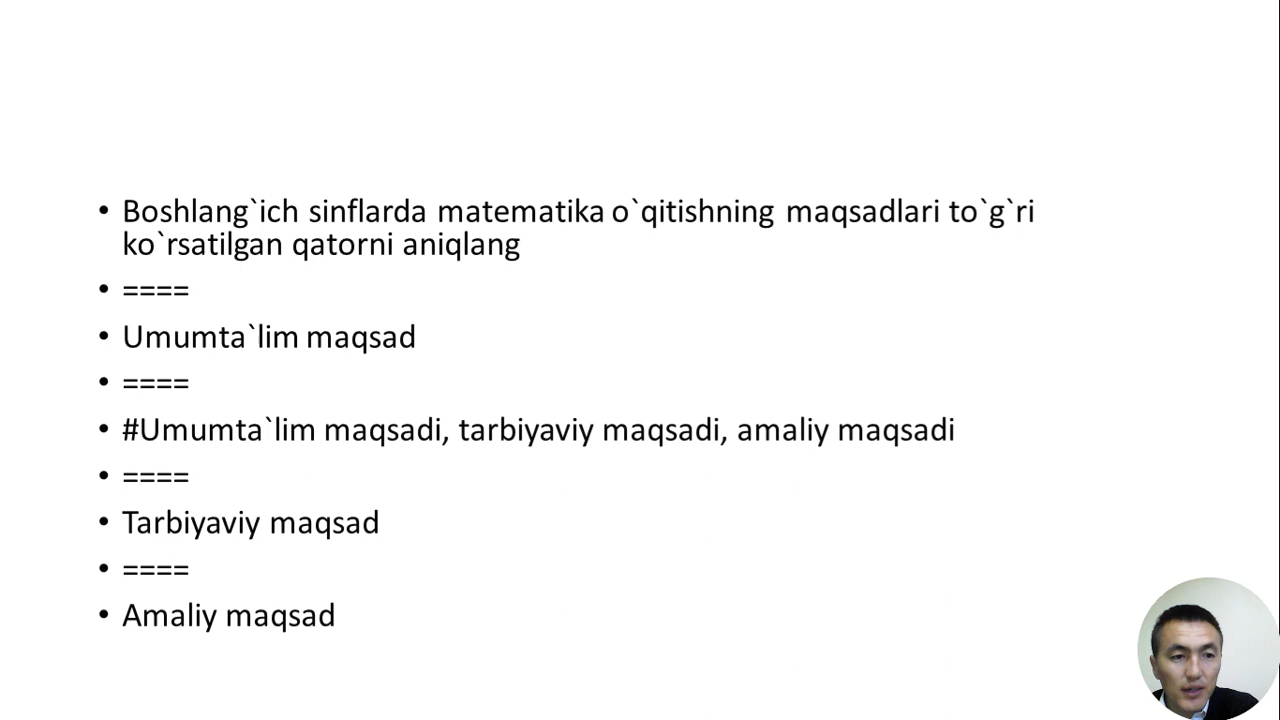 • Boshlang`ich sinflarda matematika o`qitishning maqsadlari to`g`ri
ko`rsatilgan qatorni aniqlang
• ====
• Umumta`lim maqsad
• ====
• #Umumta`lim maqsadi, tarbiyaviy maqsadi, amaliy maqsadi
• ====
• Tarbiyaviy maqsad
• ====
• Amaliy maqsad